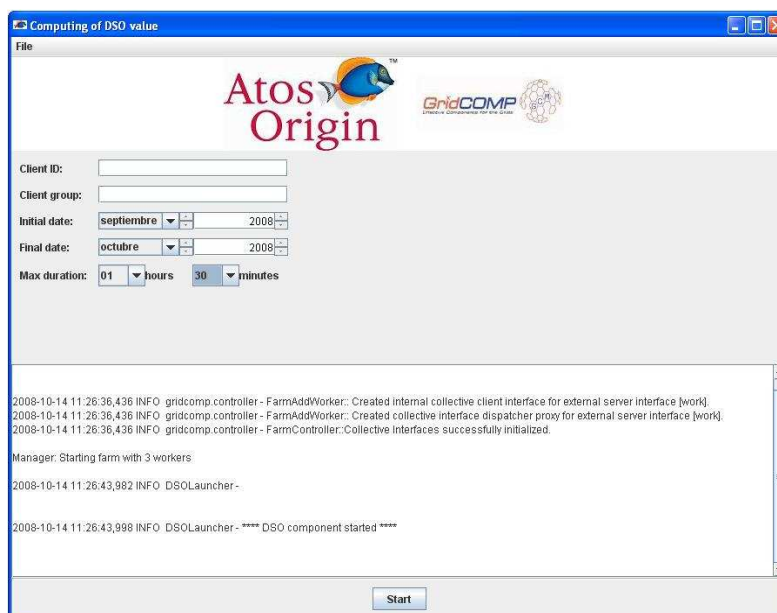 Computing of DSO value
File
Atos
Origin
TM
GridCOMP
Effective Components for the Grids
Client ID:
Client group:
Initial date: septiembre 2008
Final date: octubre 2008
Max duration: 01 hours 30 minutes
2008-10-14 11:26:36,436 INFO gridcomp.controller - FarmAddWorker:: Created internal collective client interface for external server interface [work].
2008-10-14 11:26:36,436 INFO gridcomp.controller - FarmAddWorker:: Created collective interface dispatcher proxy for external server interface [work].
2008-10-14 11:26:36,436 INFO gridcomp.controller - FarmController::Collective Interfaces successfully initialized.
Manager: Starting farm with 3 workers
2008-10-14 11:26:43,982 INFO DSOLauncher -
2008-10-14 11:26:43,998 INFO DSOLauncher - **** DSO component started ****
Start